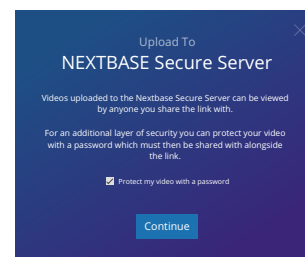 Upload To
NEXTBASE Secure Server
Videos uploaded to the Nextbase Secure Server can be viewed
by anyone you share the link with.
For an additional layer of security you can protect your video
with a password which must then be shared with alongside
the link.
Protect my video with a password
Continue